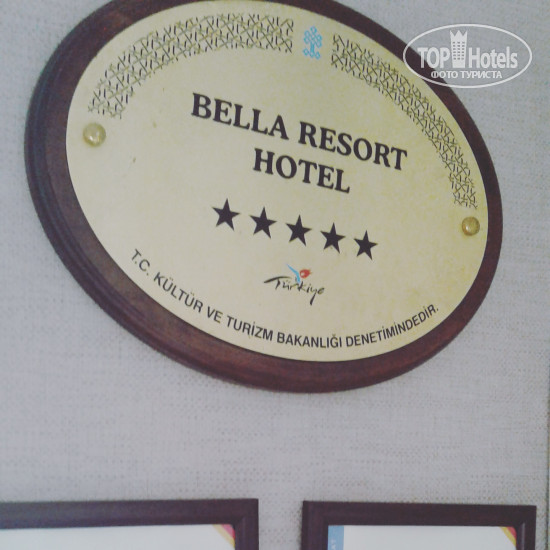 TOP Hotels
ФОТО ТУРИСТА
BELLA RESORT
HOTEL
Türkiye
T.C. KÜLTÜR VE TURİZM BAKANLIĞI DENETİMİNDEDİR.